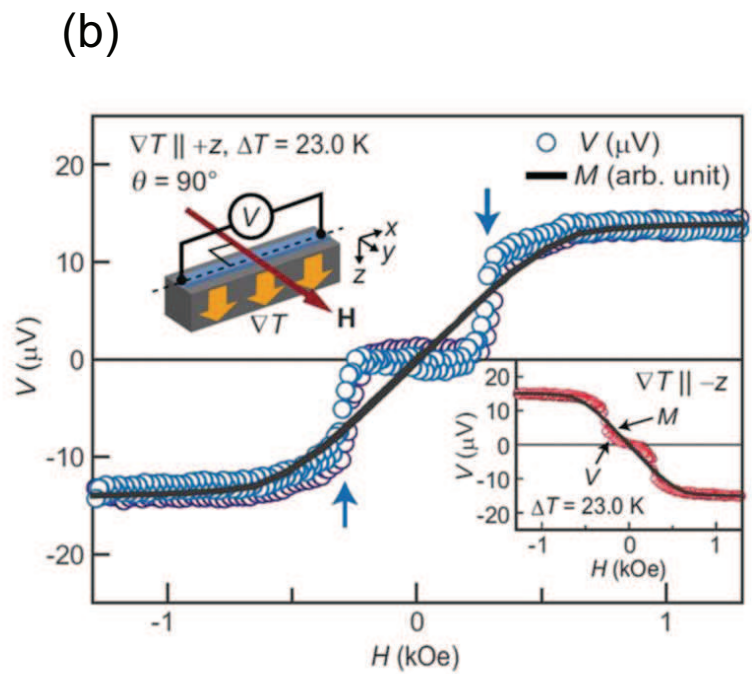 (b)
∇T || +z, ΔT = 23.0 K
θ = 90°
V (μV)
M (arb. unit)
V
x
y
z
∇T
H
20
10
0
-10
-20
V (μV)
-1
0
1
H (kOe)
∇T || −z
20
10
0
-10
-20
V (μV)
M
V
ΔT = 23.0 K
-1
0
1
H (kOe)